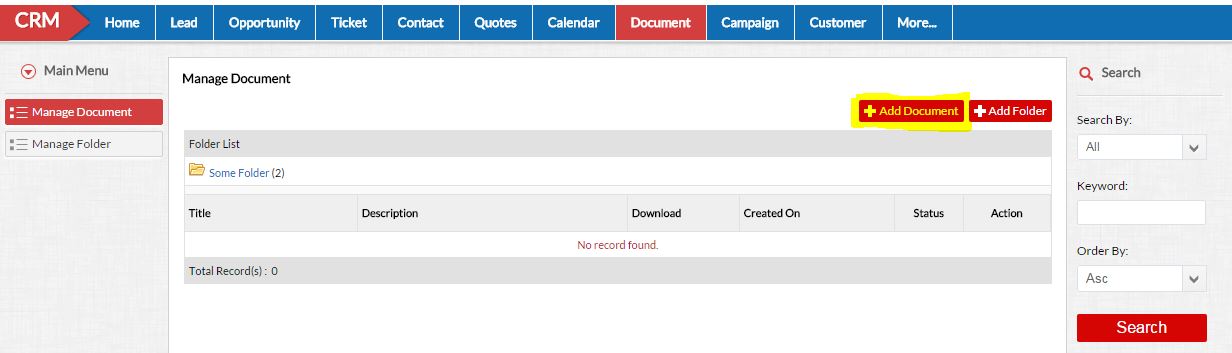 CRM Home Lead Opportunity Ticket Contact Quotes Calendar Document Campaign Customer More...
Main Menu
Manage Document
Manage Folder
Manage Document
Add Document Add Folder
Folder List
Some Folder (2)
Title Description Download Created On Status Action
No record found.
Total Record(s) : 0
Search
Search By:
All
Keyword:
Order By:
Asc
Search